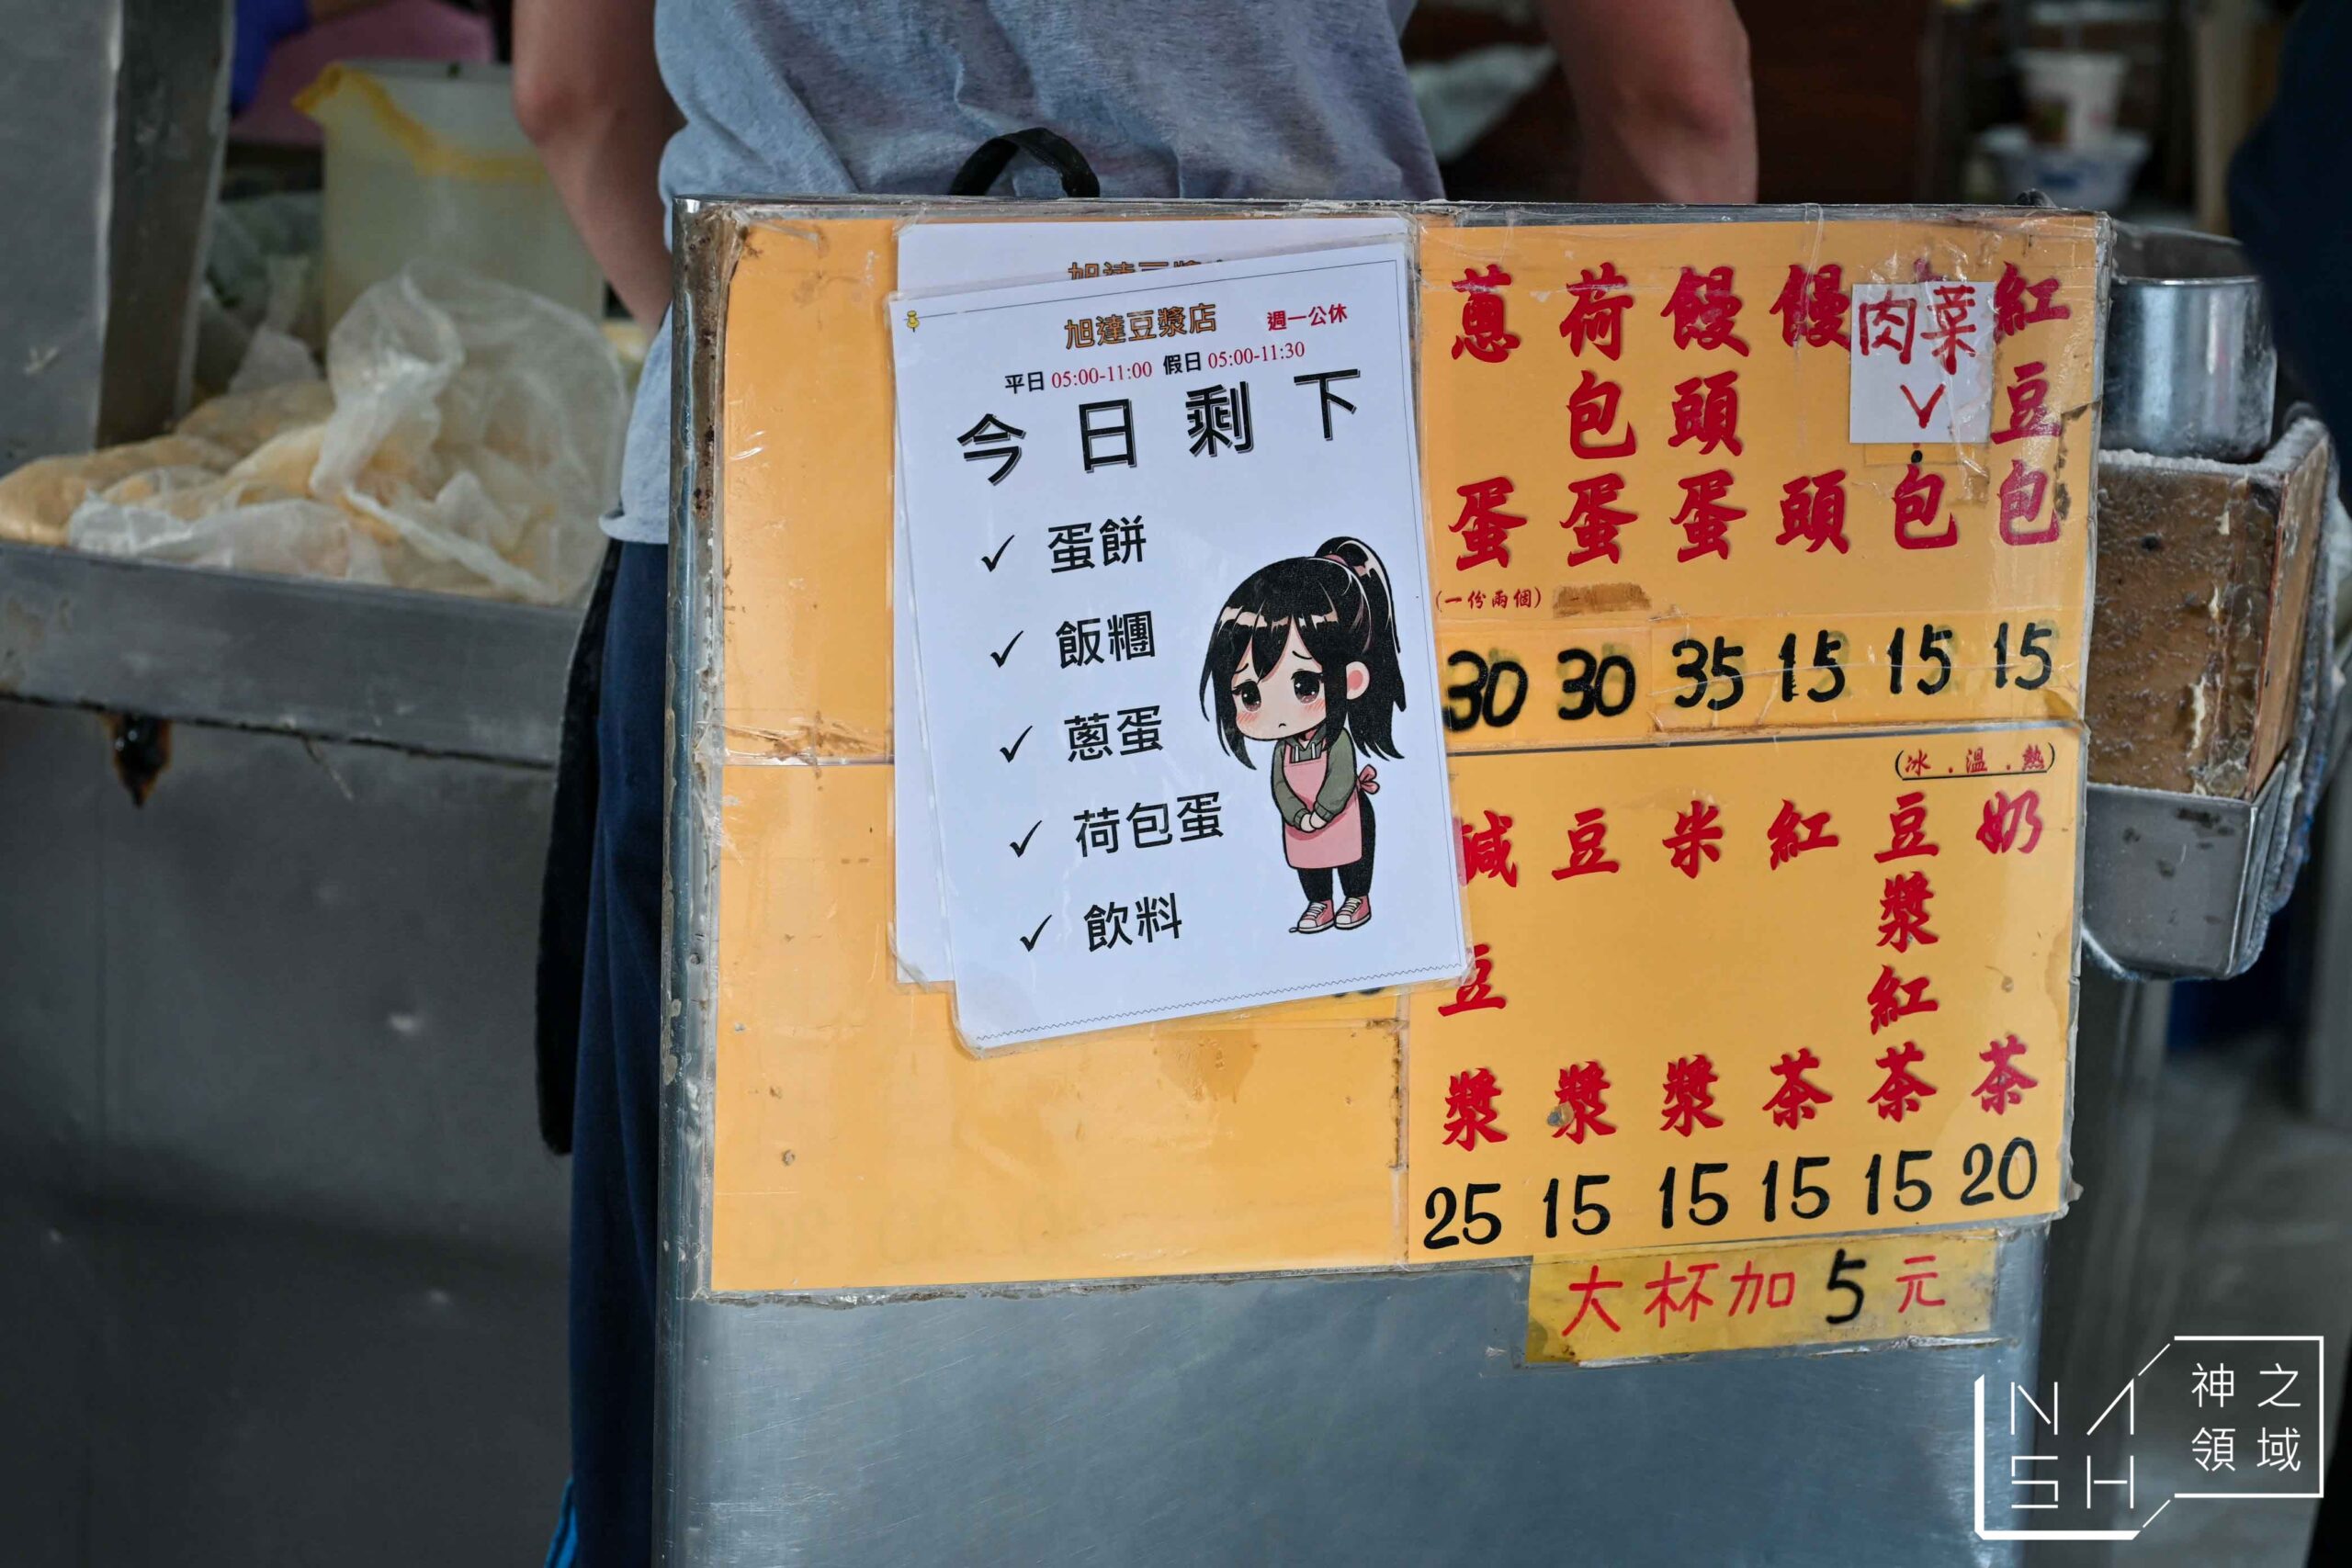 旭達豆漿店
週一公休
平日 05:00-11:00 假日 05:00-11:30
今日剩下
✓ 蛋餅
✓ 飯糰
✓ 蔥蛋
✓ 荷包蛋
✓ 飲料
蔥蛋
(一份兩個)
30
荷包蛋
30
饅頭蛋
35
饅頭
15
肉菜
包
15
紅豆包
15
(冰.溫.熱)
鹹豆漿
25
豆漿
15
米漿
15
紅茶
15
豆漿紅茶
15
奶茶
20
大杯加5元
NASH
神之領域